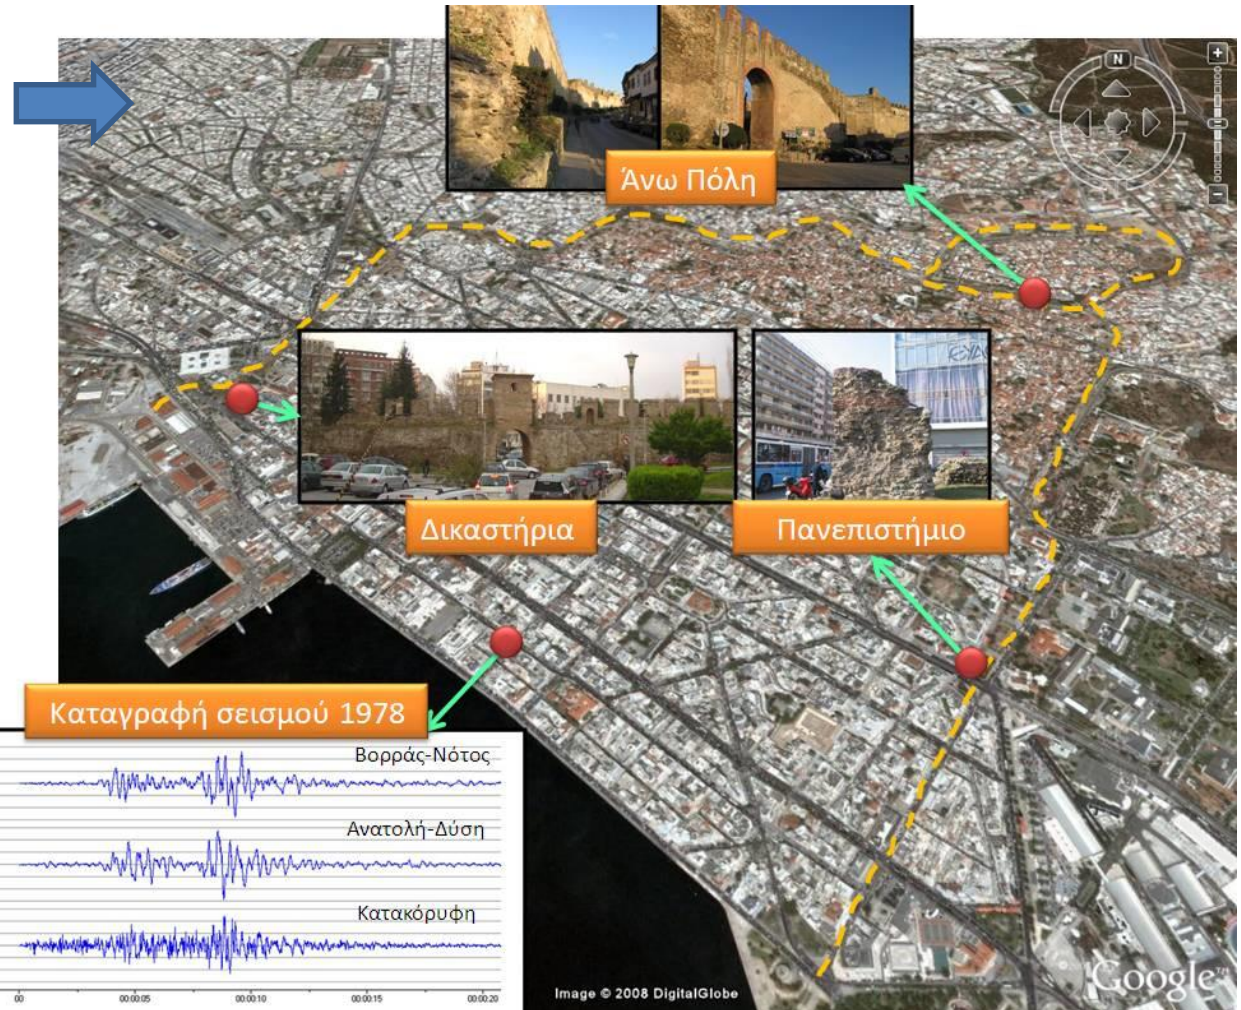 N
Άνω Πόλη
Δικαστήρια
Πανεπιστήμιο
Καταγραφή σεισμού 1978
Βορράς-Νότος
Ανατολή-Δύση
Κατακόρυφη
00 00:00:05 00:00:10 00:00:15 00:00:20
Image © 2008 DigitalGlobe
Google™